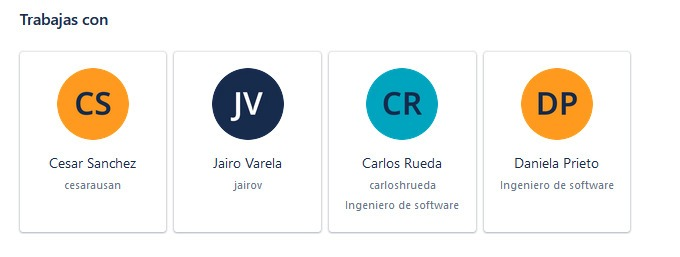 Trabajas con
CS
Cesar Sanchez
cesarausan
JV
Jairo Varela
jairov
CR
Carlos Rueda
carloshrueda
Ingeniero de software
DP
Daniela Prieto
Ingeniero de software